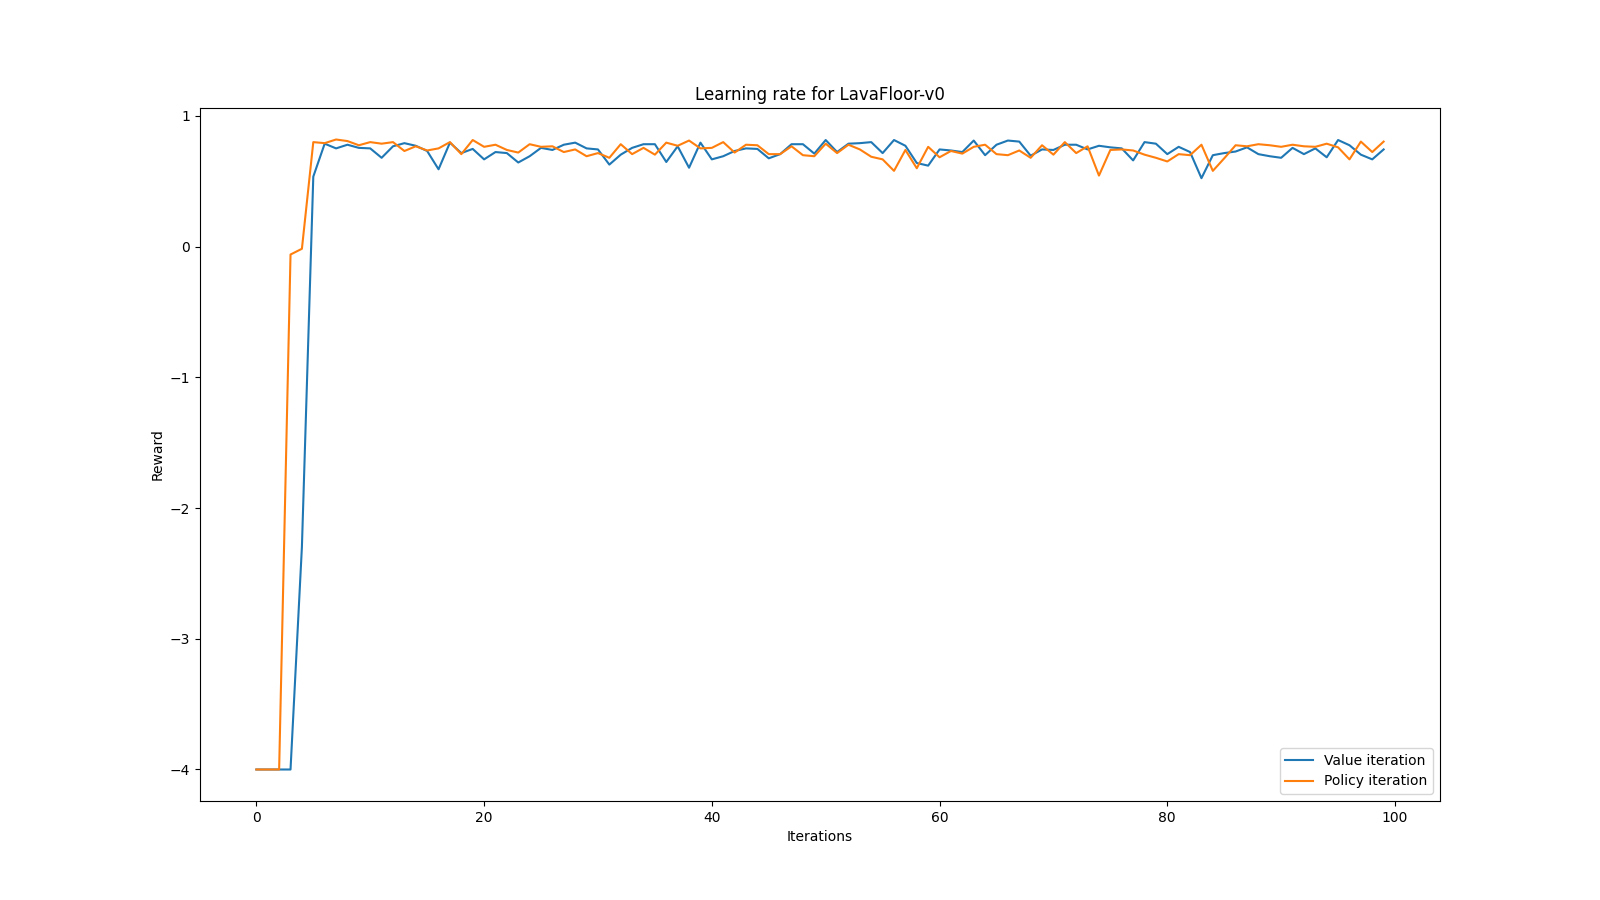 Learning rate for LavaFloor-v0
1
0
−1
−2
−3
−4
Reward
0
20
40
60
80
100
Iterations
Value iteration
Policy iteration